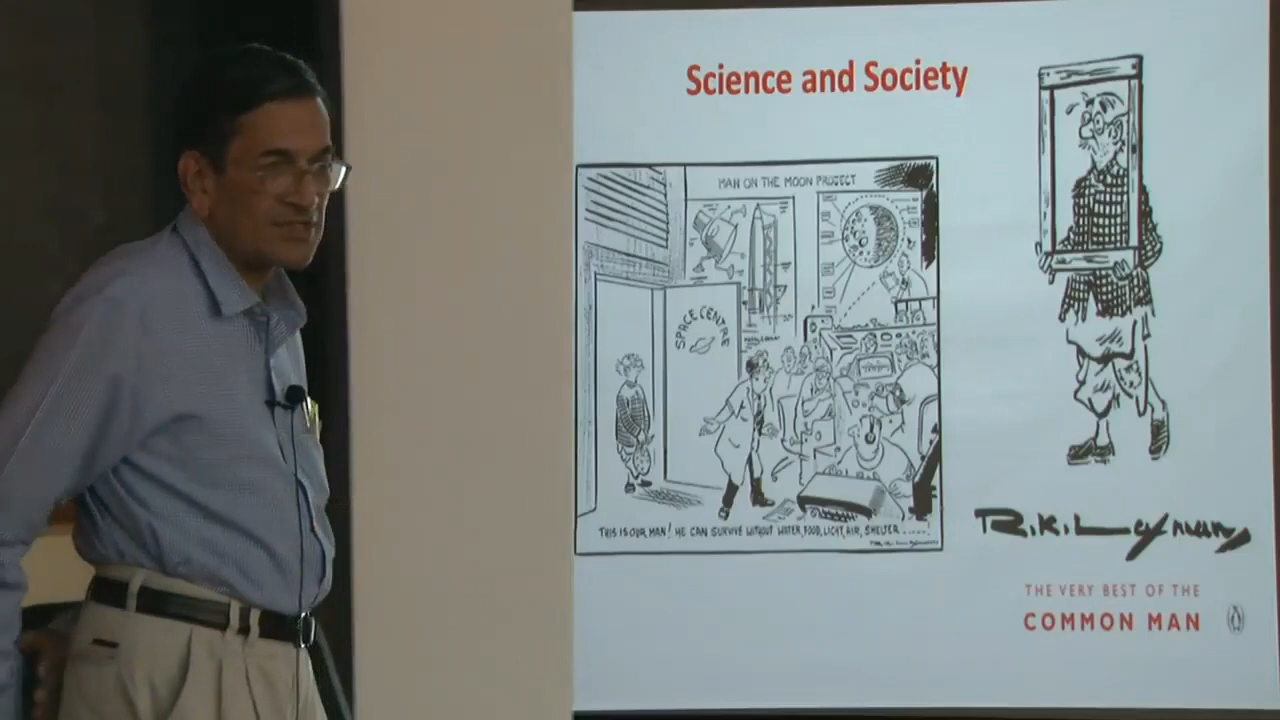 Science and Society
MAN ON THE MOON PROJECT
SPACE CENTRE
THIS IS OUR MAN! HE CAN SURVIVE WITHOUT WATER, FOOD, LIGHT, AIR, SHELTER.....!
R.K. Laxman
THE VERY BEST OF THE
COMMON MAN